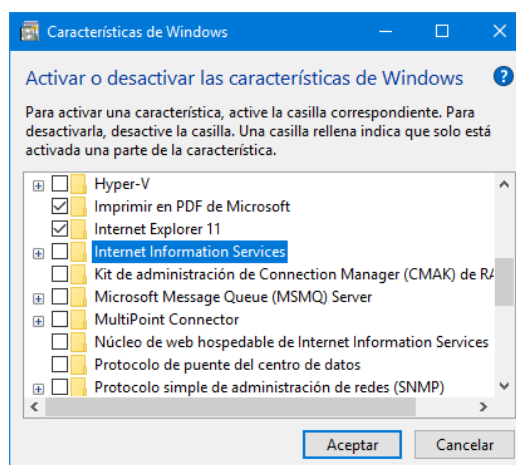 Características de Windows
Activar o desactivar las características de Windows
Para activar una característica, active la casilla correspondiente. Para
desactivarla, desactive la casilla. Una casilla rellena indica que solo está
activada una parte de la característica.
Hyper-V
Imprimir en PDF de Microsoft
Internet Explorer 11
Internet Information Services
Kit de administración de Connection Manager (CMAK) de RA
Microsoft Message Queue (MSMQ) Server
MultiPoint Connector
Núcleo de web hospedable de Internet Information Services
Protocolo de puente del centro de datos
Protocolo simple de administración de redes (SNMP)
Aceptar Cancelar